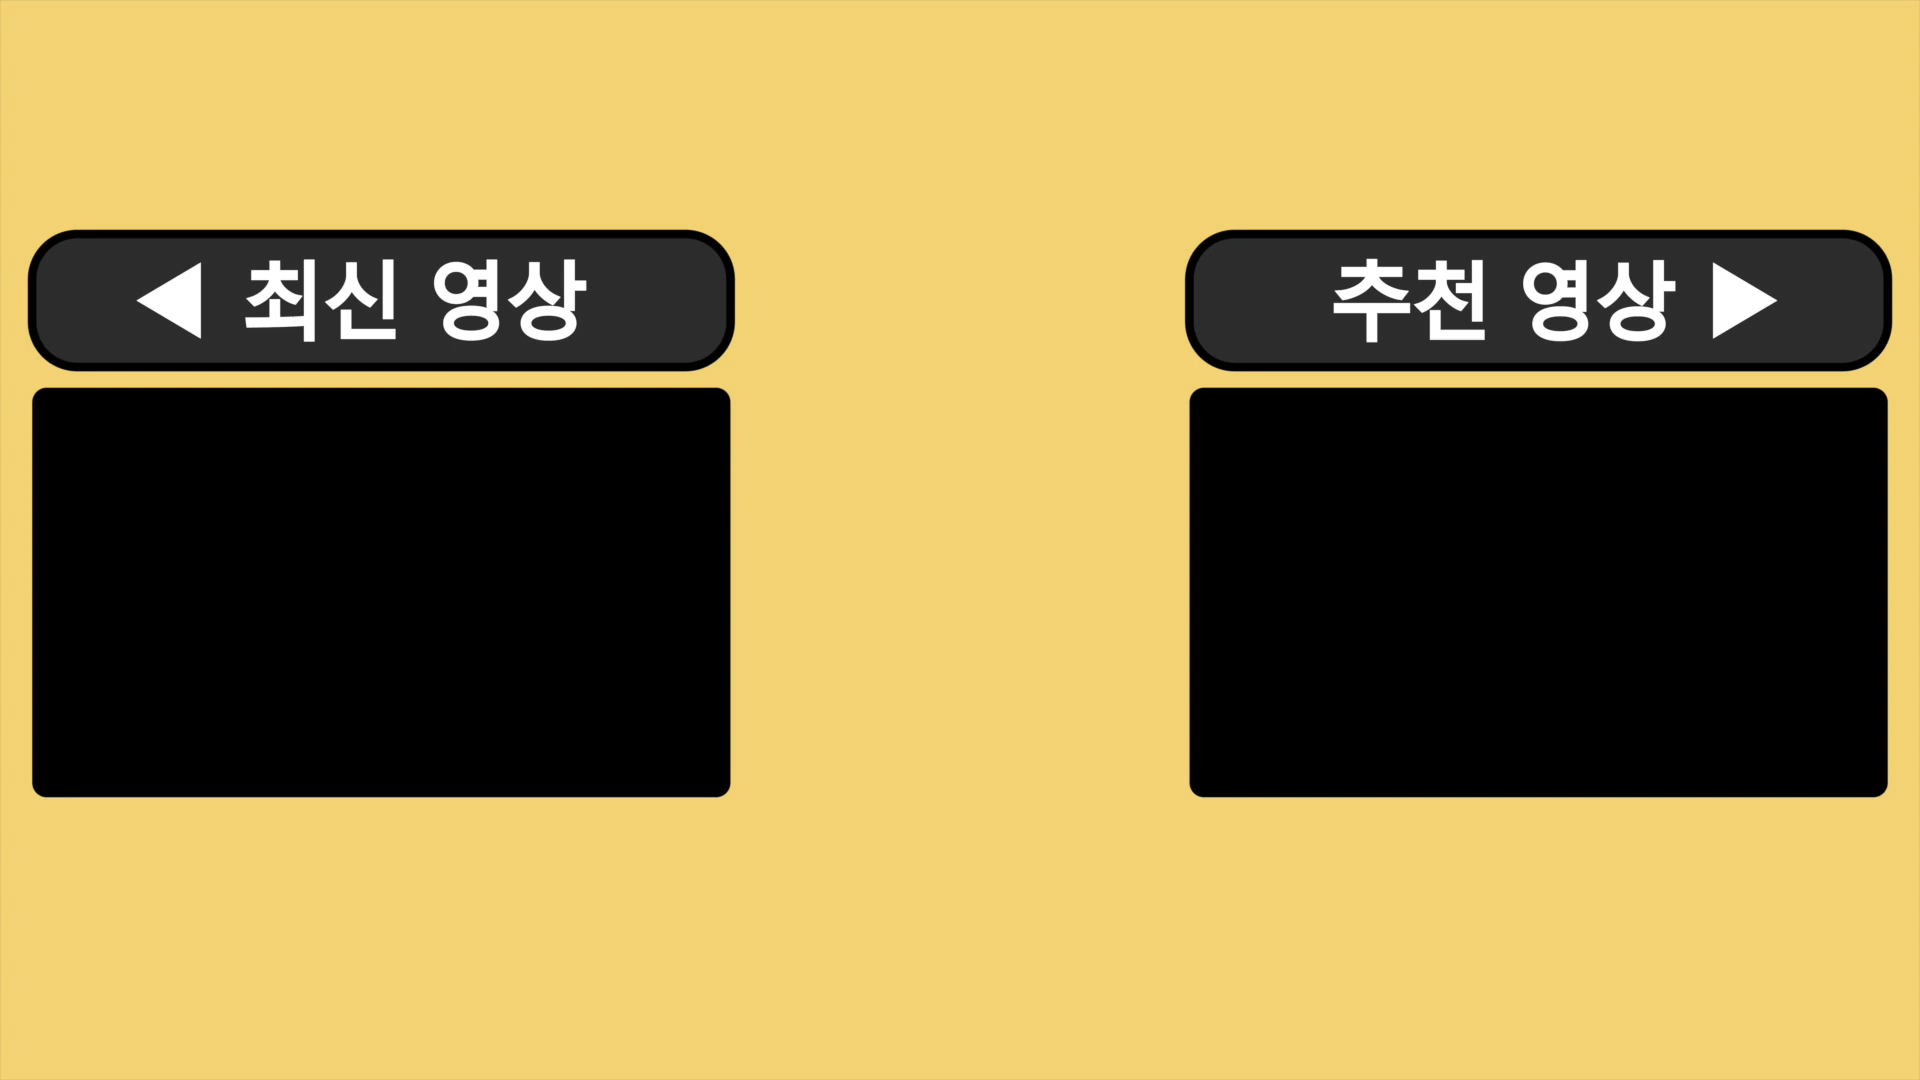 ◀ 최신 영상
추천 영상 ▶